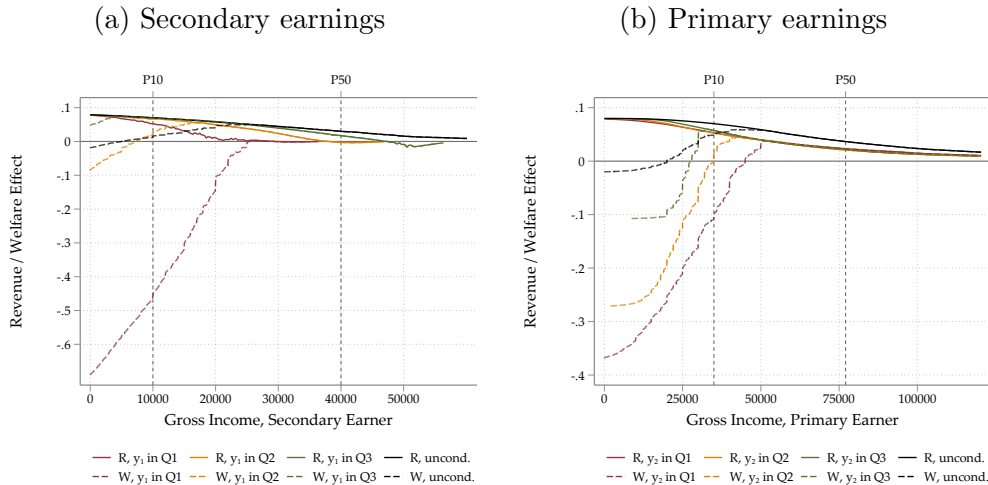 (a) Secondary earnings
P10 P50
.1
0
-.1
-.2
-.3
-.4
-.5
-.6
Revenue / Welfare Effect
0 10000 20000 30000 40000 50000
Gross Income, Secondary Earner
R, y₁ in Q1 R, y₁ in Q2 R, y₁ in Q3 R, uncond.
W, y₁ in Q1 W, y₁ in Q2 W, y₁ in Q3 W, uncond.
(b) Primary earnings
P10 P50
.1
0
-.1
-.2
-.3
-.4
Revenue / Welfare Effect
0 25000 50000 75000 100000
Gross Income, Primary Earner
R, y₂ in Q1 R, y₂ in Q2 R, y₂ in Q3 R, uncond.
W, y₂ in Q1 W, y₂ in Q2 W, y₂ in Q3 W, uncond.